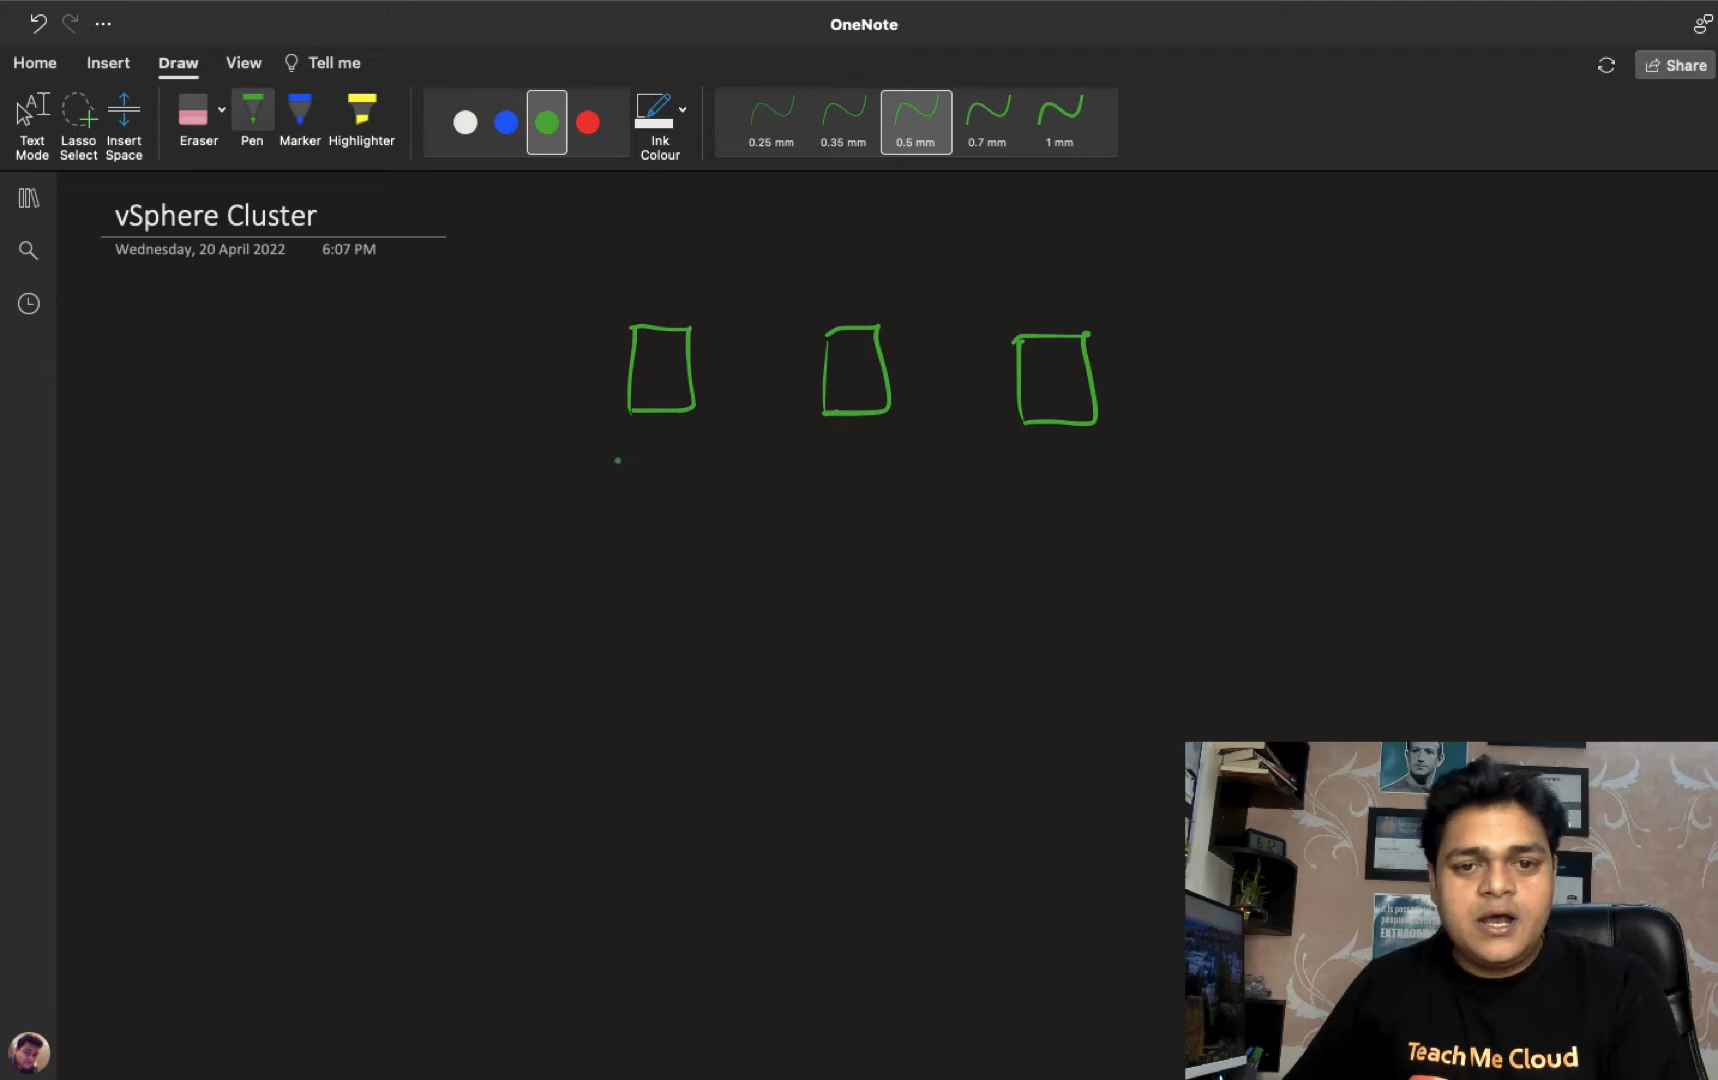 OneNote
Home
Insert
Draw
View
Tell me
Share
Text
Mode
Lasso
Select
Insert
Space
Eraser
Pen
Marker
Highlighter
Ink
Colour
0.25 mm
0.35 mm
0.5 mm
0.7 mm
1 mm
vSphere Cluster
Wednesday, 20 April 2022
6:07 PM
Teach Me Cloud